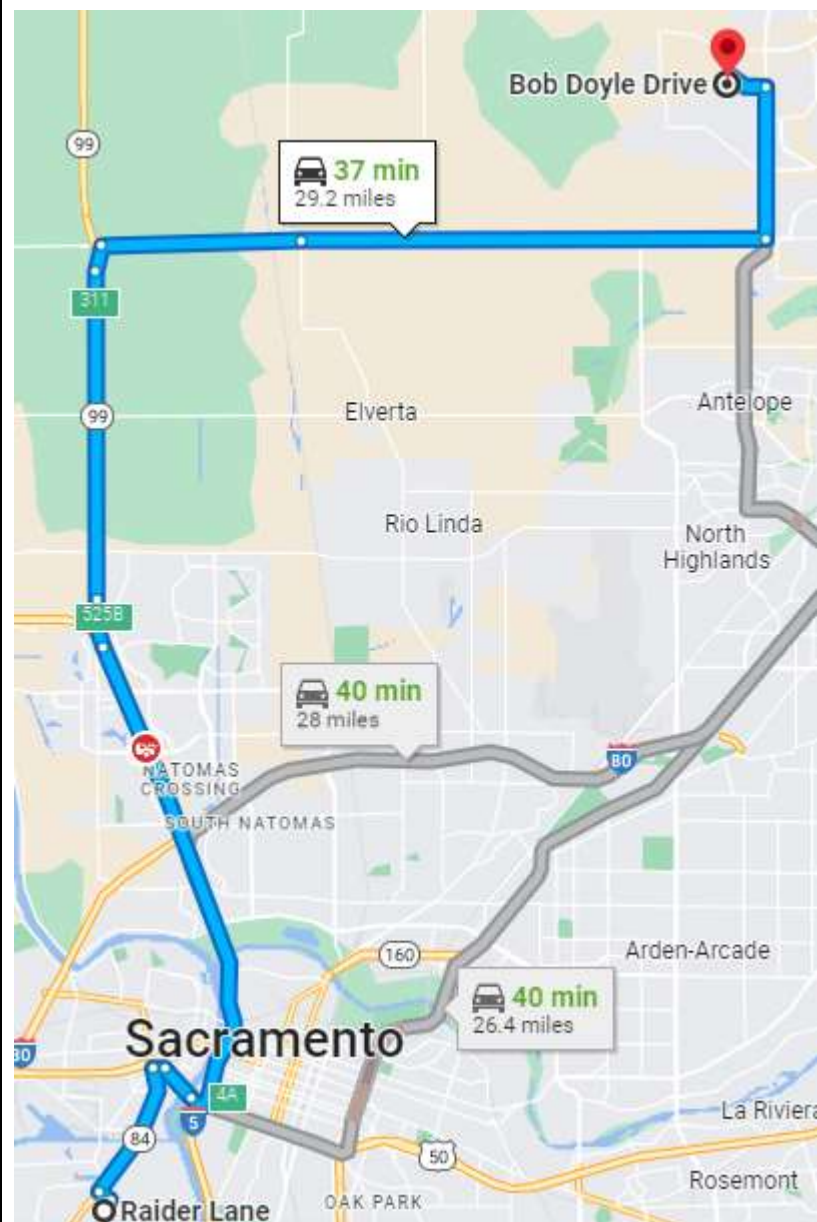 Bob Doyle Drive
99
37 min
29.2 miles
311
99
Elverta
Antelope
Rio Linda
North
Highlands
525B
40 min
28 miles
80
NATOMAS
CROSSING
SOUTH NATOMAS
160
Arden-Arcade
40 min
26.4 miles
Sacramento
80
4A
5
La Riviera
84
50
Rosemont
OAK PARK
Raider Lane